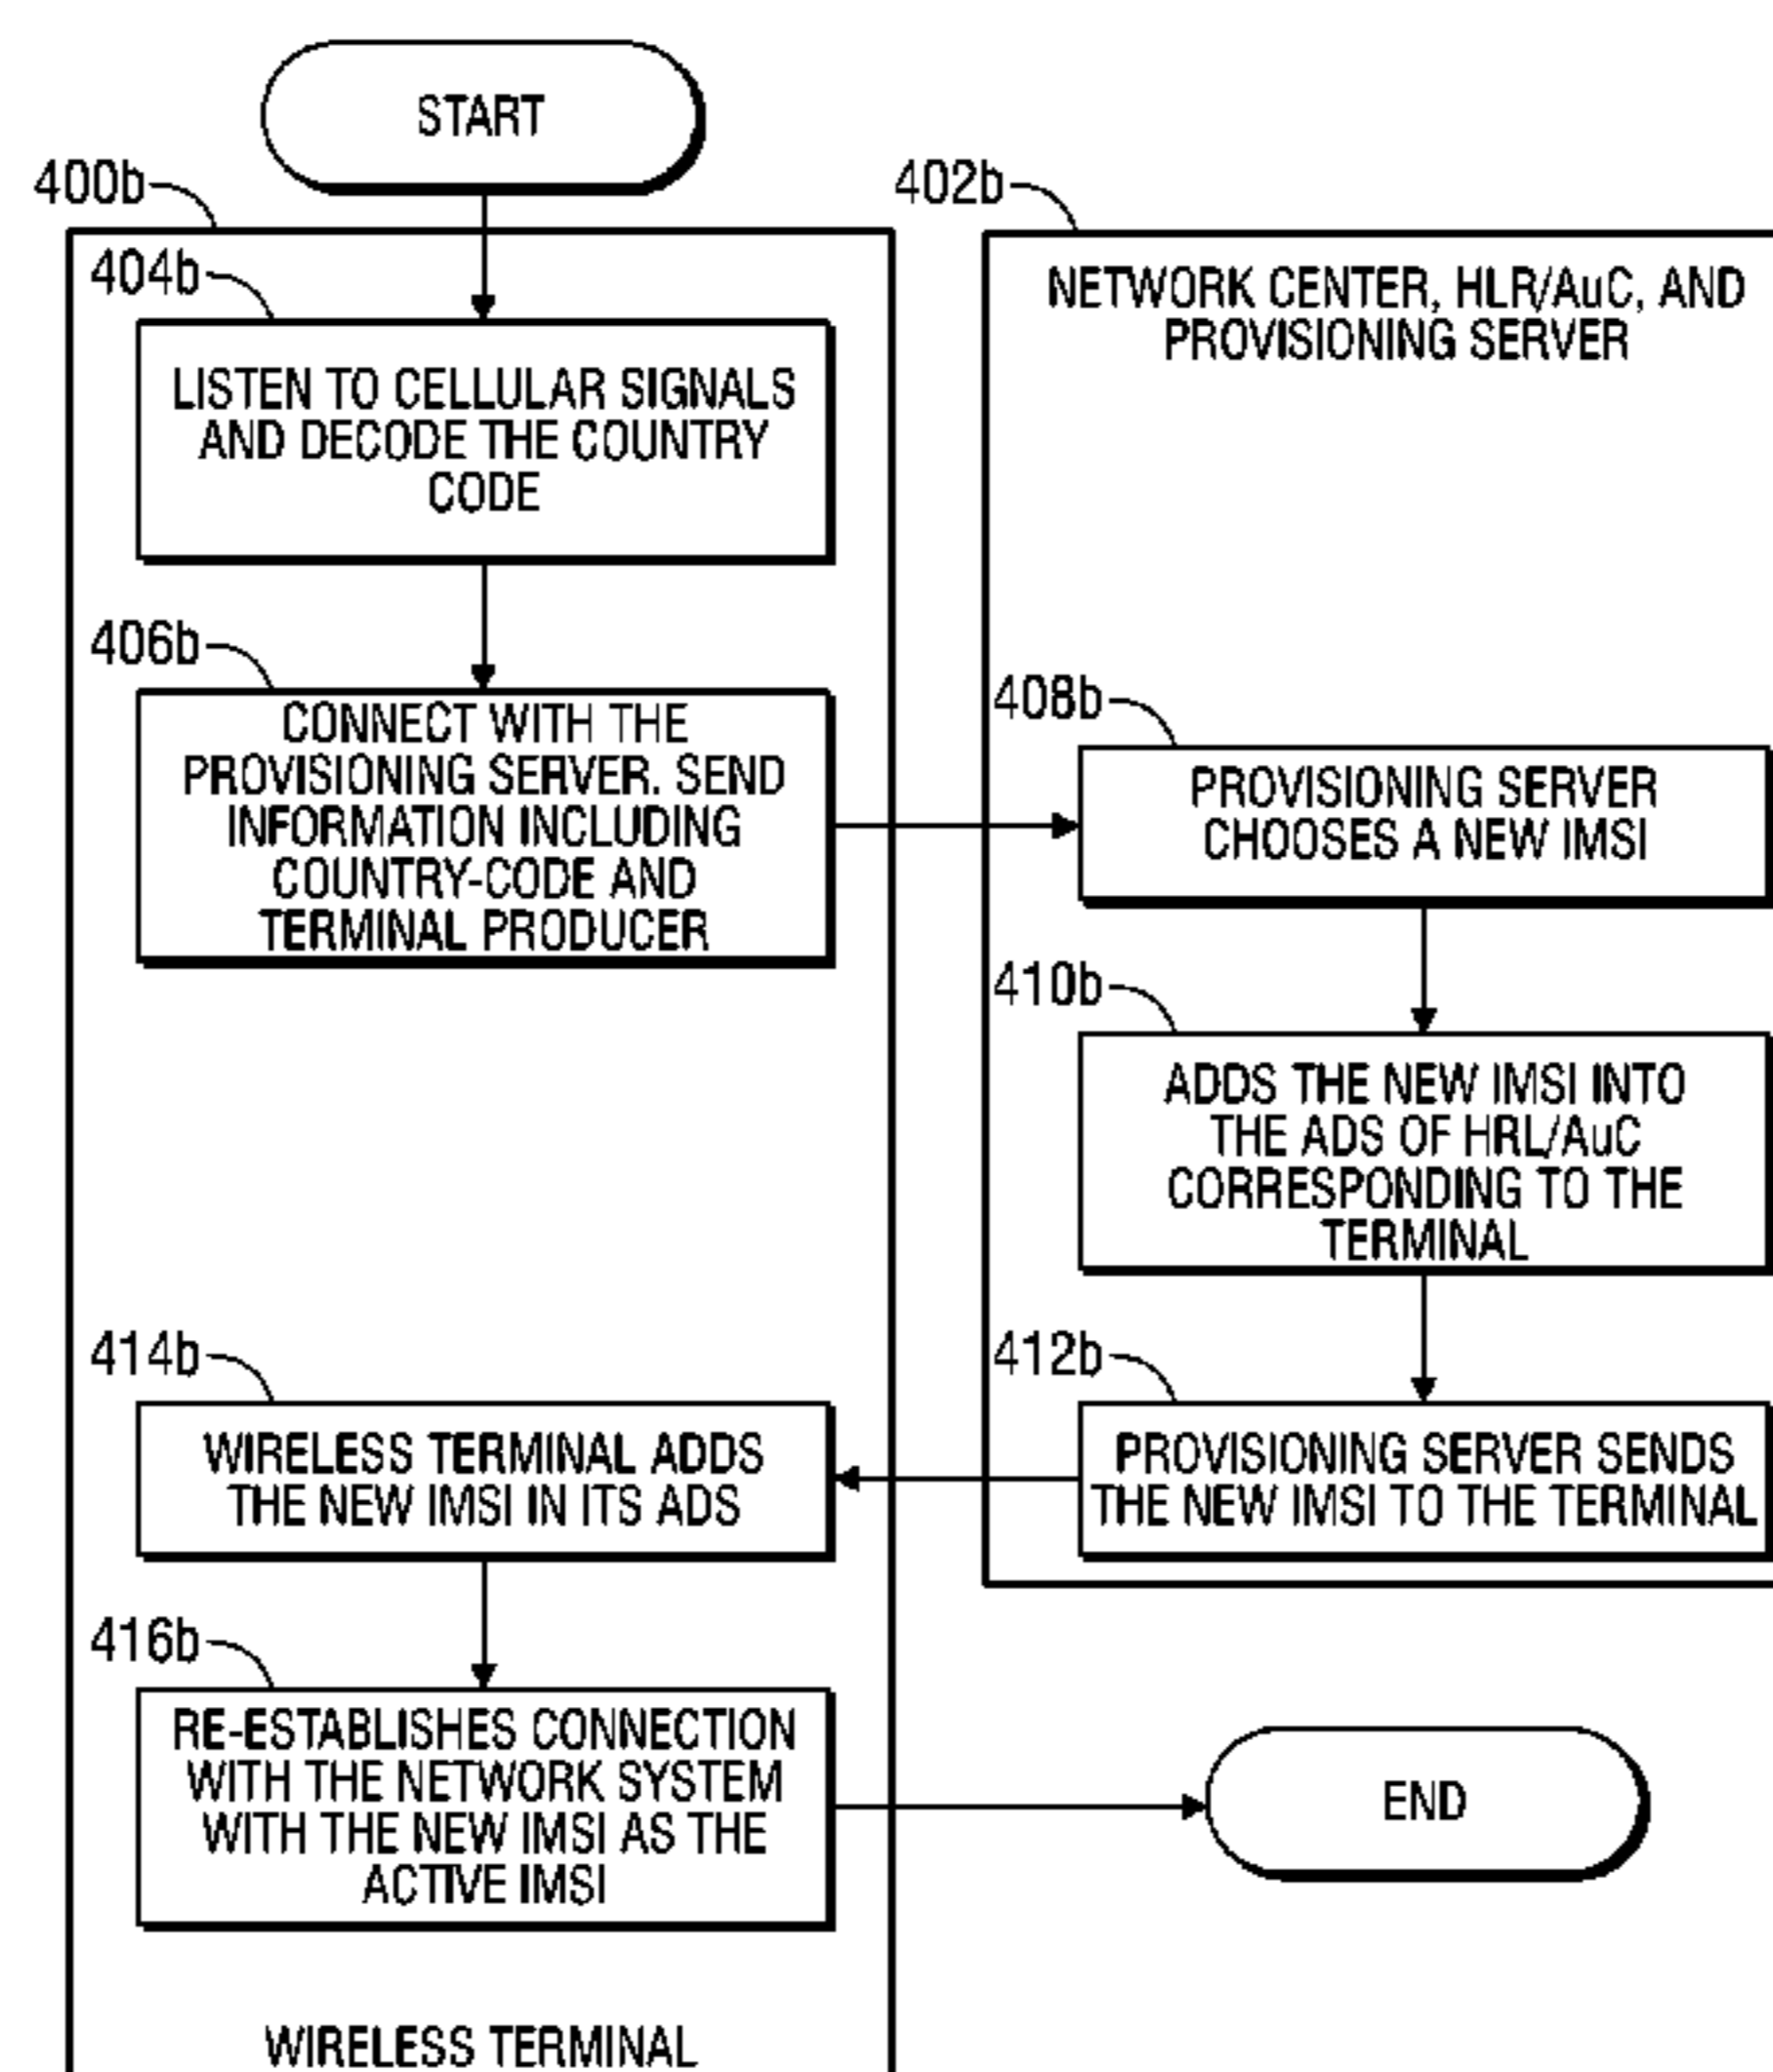 START
400b
402b
404b
NETWORK CENTER, HLR/AuC, AND
PROVISIONING SERVER
LISTEN TO CELLULAR SIGNALS
AND DECODE THE COUNTRY
CODE
406b
CONNECT WITH THE
PROVISIONING SERVER. SEND
INFORMATION INCLUDING
COUNTRY-CODE AND
TERMINAL PRODUCER
408b
PROVISIONING SERVER
CHOOSES A NEW IMSI
410b
ADDS THE NEW IMSI INTO
THE ADS OF HRL/AuC
CORRESPONDING TO THE
TERMINAL
412b
PROVISIONING SERVER SENDS
THE NEW IMSI TO THE TERMINAL
414b
WIRELESS TERMINAL ADDS
THE NEW IMSI IN ITS ADS
416b
RE-ESTABLISHES CONNECTION
WITH THE NETWORK SYSTEM
WITH THE NEW IMSI AS THE
ACTIVE IMSI
END
WIRELESS TERMINAL